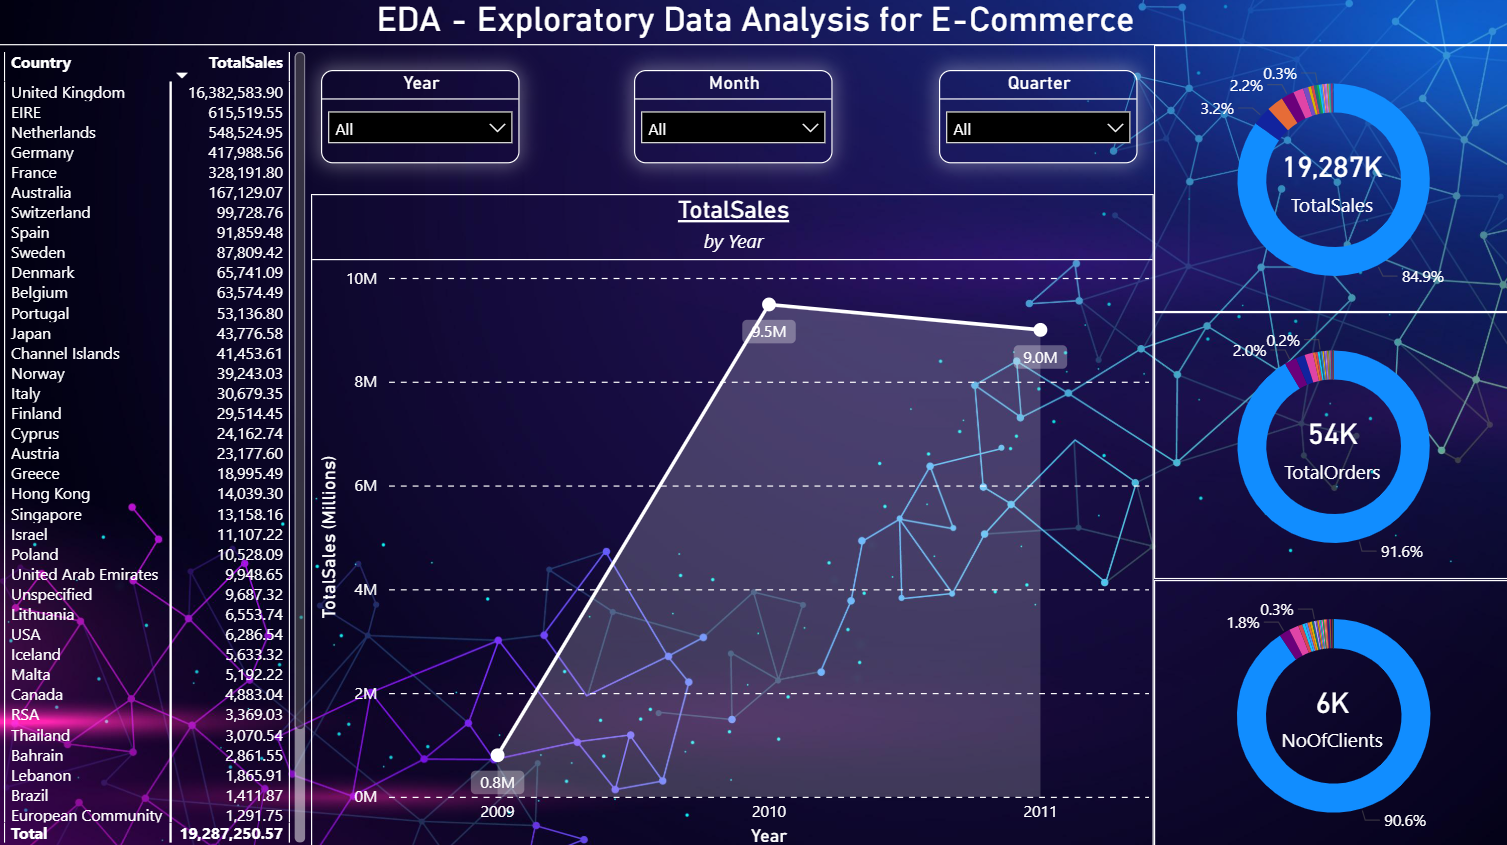 EDA - Exploratory Data Analysis for E-Commerce
Country TotalSales
United Kingdom 16,382,583.90
EIRE 615,519.55
Netherlands 548,524.95
Germany 417,988.56
France 328,191.80
Australia 167,129.07
Switzerland 99,728.76
Spain 91,859.48
Sweden 87,809.42
Denmark 65,741.09
Belgium 63,574.49
Portugal 53,136.80
Japan 43,776.58
Channel Islands 41,453.61
Norway 39,243.03
Italy 30,679.35
Finland 29,514.45
Cyprus 24,162.74
Austria 23,177.60
Greece 18,995.49
Hong Kong 14,039.30
Singapore 13,158.16
Israel 11,107.22
Poland 10,528.09
United Arab Emirates 9,948.65
Unspecified 9,687.32
Lithuania 6,553.74
USA 6,286.54
Iceland 5,633.32
Malta 5,192.22
Canada 4,883.04
RSA 3,369.03
Thailand 3,070.54
Bahrain 2,861.55
Lebanon 1,865.91
Brazil 1,411.87
European Community 1,291.75
Total 19,287,250.57
Year
All
Month
All
Quarter
All
TotalSales
by Year
TotalSales (Millions)
10M
8M
6M
4M
2M
0M
0.8M
9.5M
9.0M
2009 2010 2011
Year
0.3%
2.2%
3.2%
19,287K
TotalSales
84.9%
0.2%
2.0%
54K
TotalOrders
91.6%
0.3%
1.8%
6K
NoOfClients
90.6%